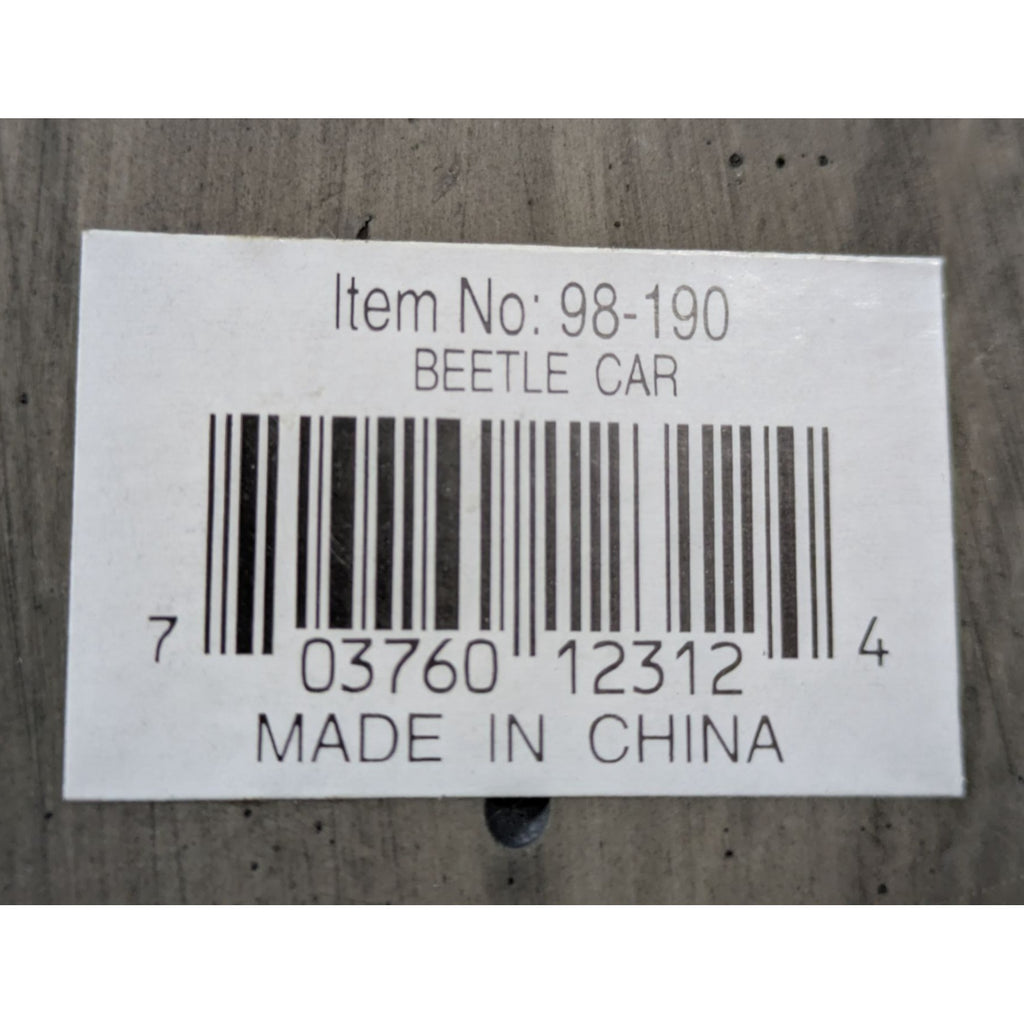 Item No: 98-190
BEETLE CAR
7 03760 12312 4
MADE IN CHINA